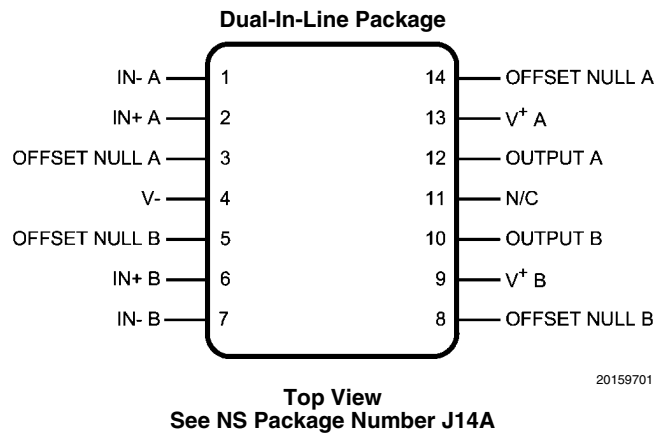 Dual-In-Line Package
IN- A 1 14 OFFSET NULL A
IN+ A 2 13 V+ A
OFFSET NULL A 3 12 OUTPUT A
V- 4 11 N/C
OFFSET NULL B 5 10 OUTPUT B
IN+ B 6 9 V+ B
IN- B 7 8 OFFSET NULL B
20159701
Top View
See NS Package Number J14A